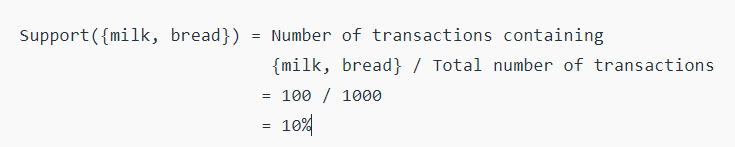 Support({milk, bread}) = Number of transactions containing
{milk, bread} / Total number of transactions
= 100 / 1000
= 10%